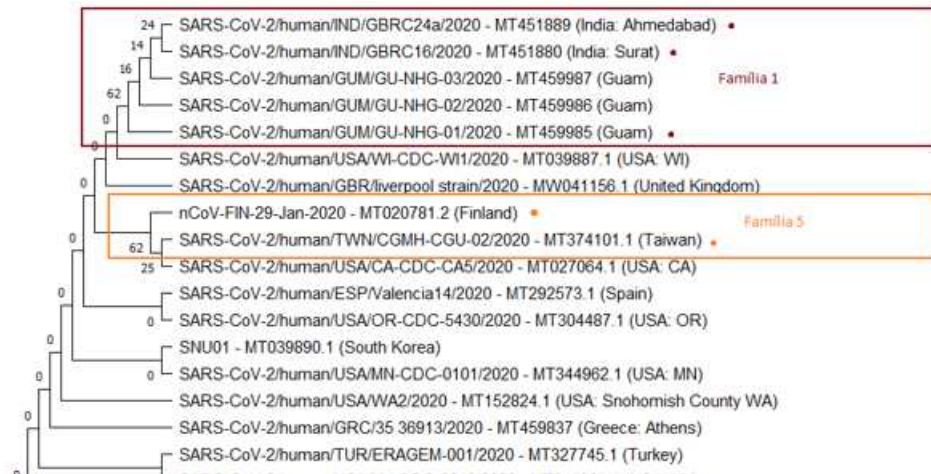 24 SARS-CoV-2/human/IND/GBRC24a/2020 - MT451889 (India: Ahmedabad)
14 SARS-CoV-2/human/IND/GBRC16/2020 - MT451880 (India: Surat)
16 SARS-CoV-2/human/GUM/GU-NHG-03/2020 - MT459987 (Guam) Família 1
62 SARS-CoV-2/human/GUM/GU-NHG-02/2020 - MT459986 (Guam)
0 SARS-CoV-2/human/GUM/GU-NHG-01/2020 - MT459985 (Guam)
0 SARS-CoV-2/human/USA/WI-CDC-WI1/2020 - MT039887.1 (USA: WI)
0 SARS-CoV-2/human/GBR/liverpool strain/2020 - MW041156.1 (United Kingdom)
nCoV-FIN-29-Jan-2020 - MT020781.2 (Finland) Família 5
0 62 SARS-CoV-2/human/TWN/CGMH-CGU-02/2020 - MT374101.1 (Taiwan)
25 SARS-CoV-2/human/USA/CA-CDC-CA5/2020 - MT027064.1 (USA: CA)
0 SARS-CoV-2/human/ESP/Valencia14/2020 - MT292573.1 (Spain)
0 SARS-CoV-2/human/USA/OR-CDC-5430/2020 - MT304487.1 (USA: OR)
0 SNU01 - MT039890.1 (South Korea)
0 0 SARS-CoV-2/human/USA/MN-CDC-0101/2020 - MT344962.1 (USA: MN)
0 SARS-CoV-2/human/USA/WA2/2020 - MT152824.1 (USA: Snohomish County WA)
SARS-CoV-2/human/GRC/35 36913/2020 - MT459837 (Greece: Athens)
SARS-CoV-2/human/TUR/ERAGEM-001/2020 - MT327745.1 (Turkey)